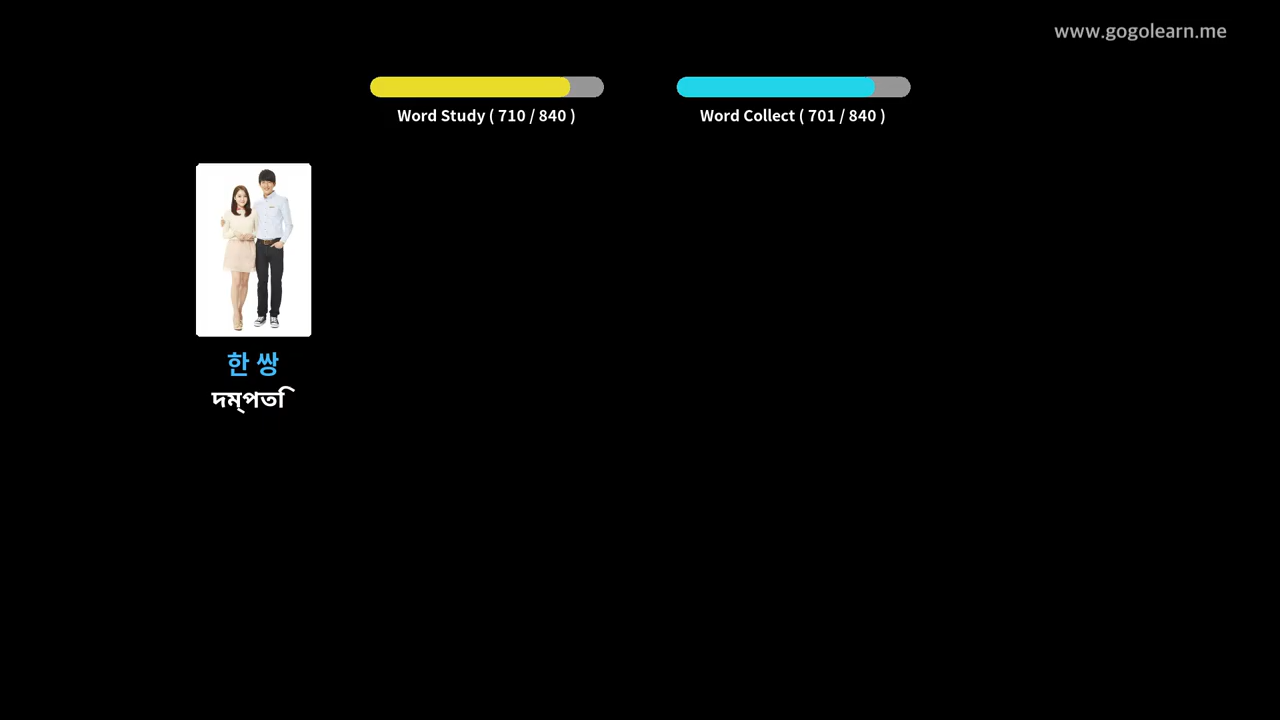 www.gogolearn.me
Word Study ( 710 / 840 )
Word Collect ( 701 / 840 )
한 쌍
দম্পতি